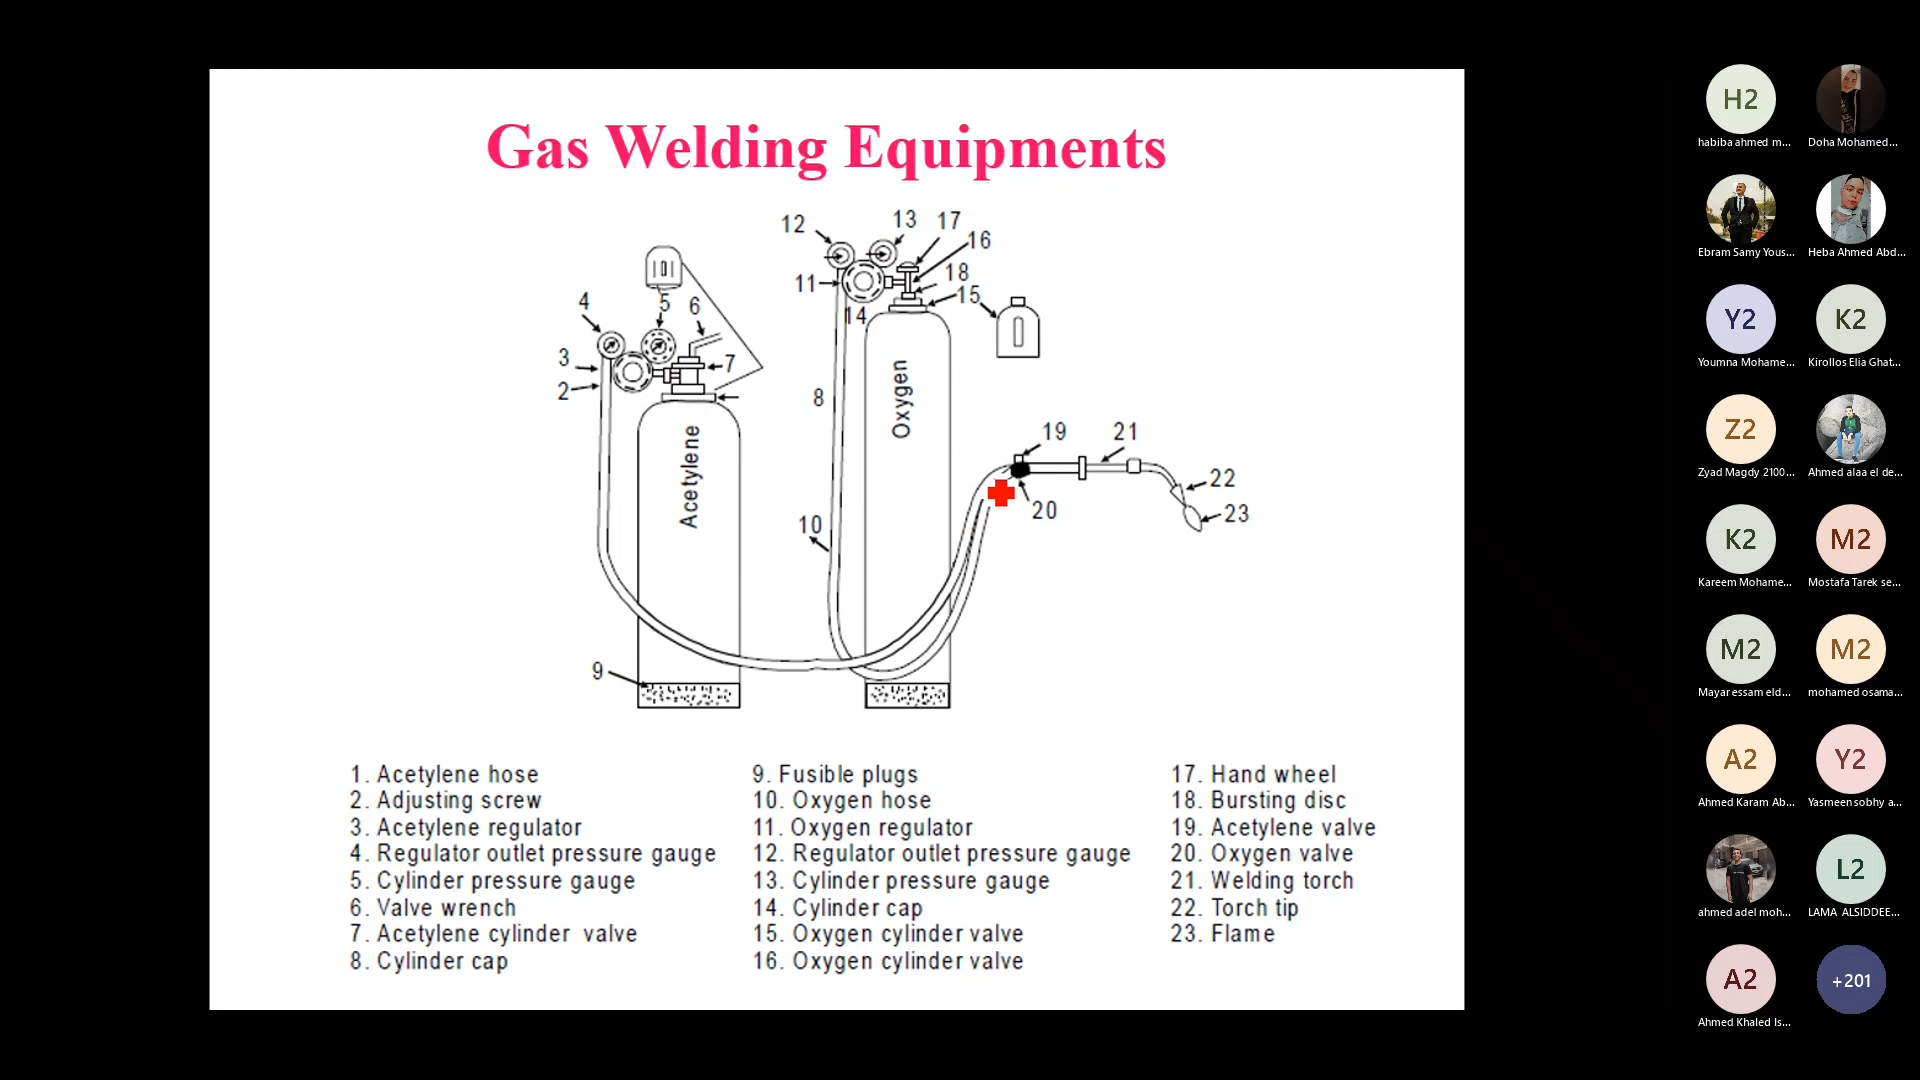 Gas Welding Equipments
12
13
17
16
11
18
15
14
4
5
6
3
2
7
8
Oxygen
Acetylene
19
21
22
20
23
10
9
1. Acetylene hose
2. Adjusting screw
3. Acetylene regulator
4. Regulator outlet pressure gauge
5. Cylinder pressure gauge
6. Valve wrench
7. Acetylene cylinder valve
8. Cylinder cap
9. Fusible plugs
10. Oxygen hose
11. Oxygen regulator
12. Regulator outlet pressure gauge
13. Cylinder pressure gauge
14. Cylinder cap
15. Oxygen cylinder valve
16. Oxygen cylinder valve
17. Hand wheel
18. Bursting disc
19. Acetylene valve
20. Oxygen valve
21. Welding torch
22. Torch tip
23. Flame
H2
habiba ahmed m...
Doha Mohamed...
Ebram Samy Yous...
Heba Ahmed Abd...
Y2
Youmna Mohame...
K2
Kirollos Elia Ghat...
Z2
Zyad Magdy 2100...
Ahmed alaa el de...
K2
Kareem Mohame...
M2
Mostafa Tarek se...
M2
Mayar essam eld...
M2
mohamed osama...
A2
Ahmed Karam Ab...
Y2
Yasmeen sobhy a...
ahmed adel moh...
L2
LAMA ALSIDDEE...
A2
Ahmed Khaled Is...
+201